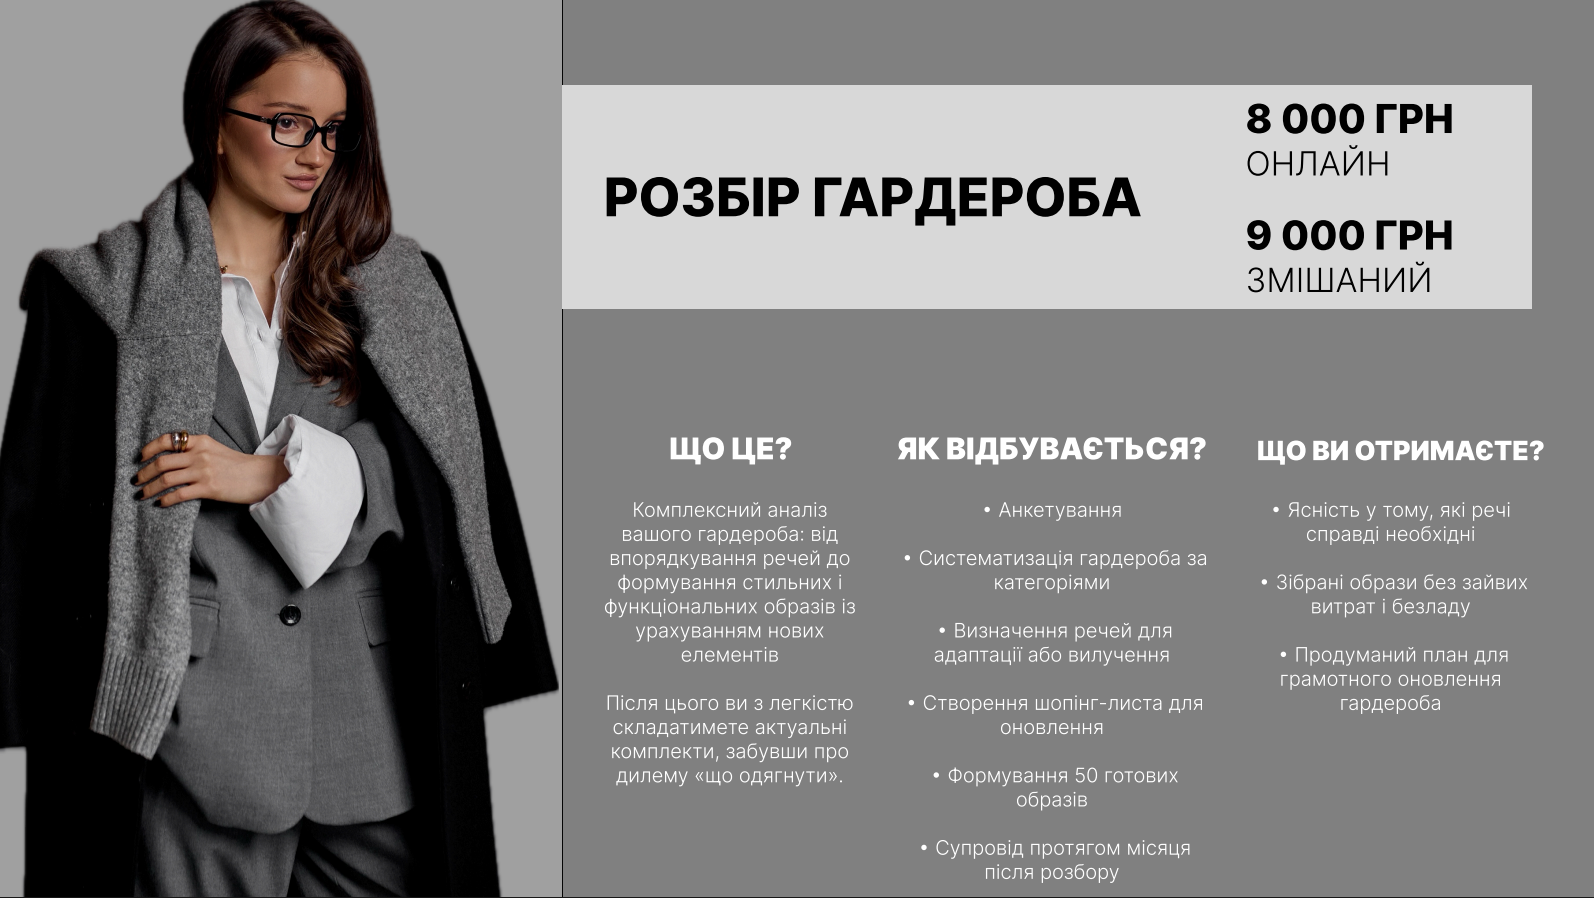 РОЗБІР ГАРДЕРОБА
8 000 ГРН
ОНЛАЙН
9 000 ГРН
ЗМІШАНИЙ
ЩО ЦЕ?
Комплексний аналіз
вашого гардероба: від
впорядкування речей до
формування стильних і
функціональних образів із
урахуванням нових
елементів
Після цього ви з легкістю
складатимете актуальні
комплекти, забувши про
дилему «що одягнути».
ЯК ВІДБУВАЄТЬСЯ?
• Анкетування
• Систематизація гардероба за
категоріями
• Визначення речей для
адаптації або вилучення
• Створення шопінг-листа для
оновлення
• Формування 50 готових
образів
• Супровід протягом місяця
після розбору
ЩО ВИ ОТРИМАЄТЕ?
• Ясність у тому, які речі
справді необхідні
• Зібрані образи без зайвих
витрат і безладу
• Продуманий план для
грамотного оновлення
гардероба